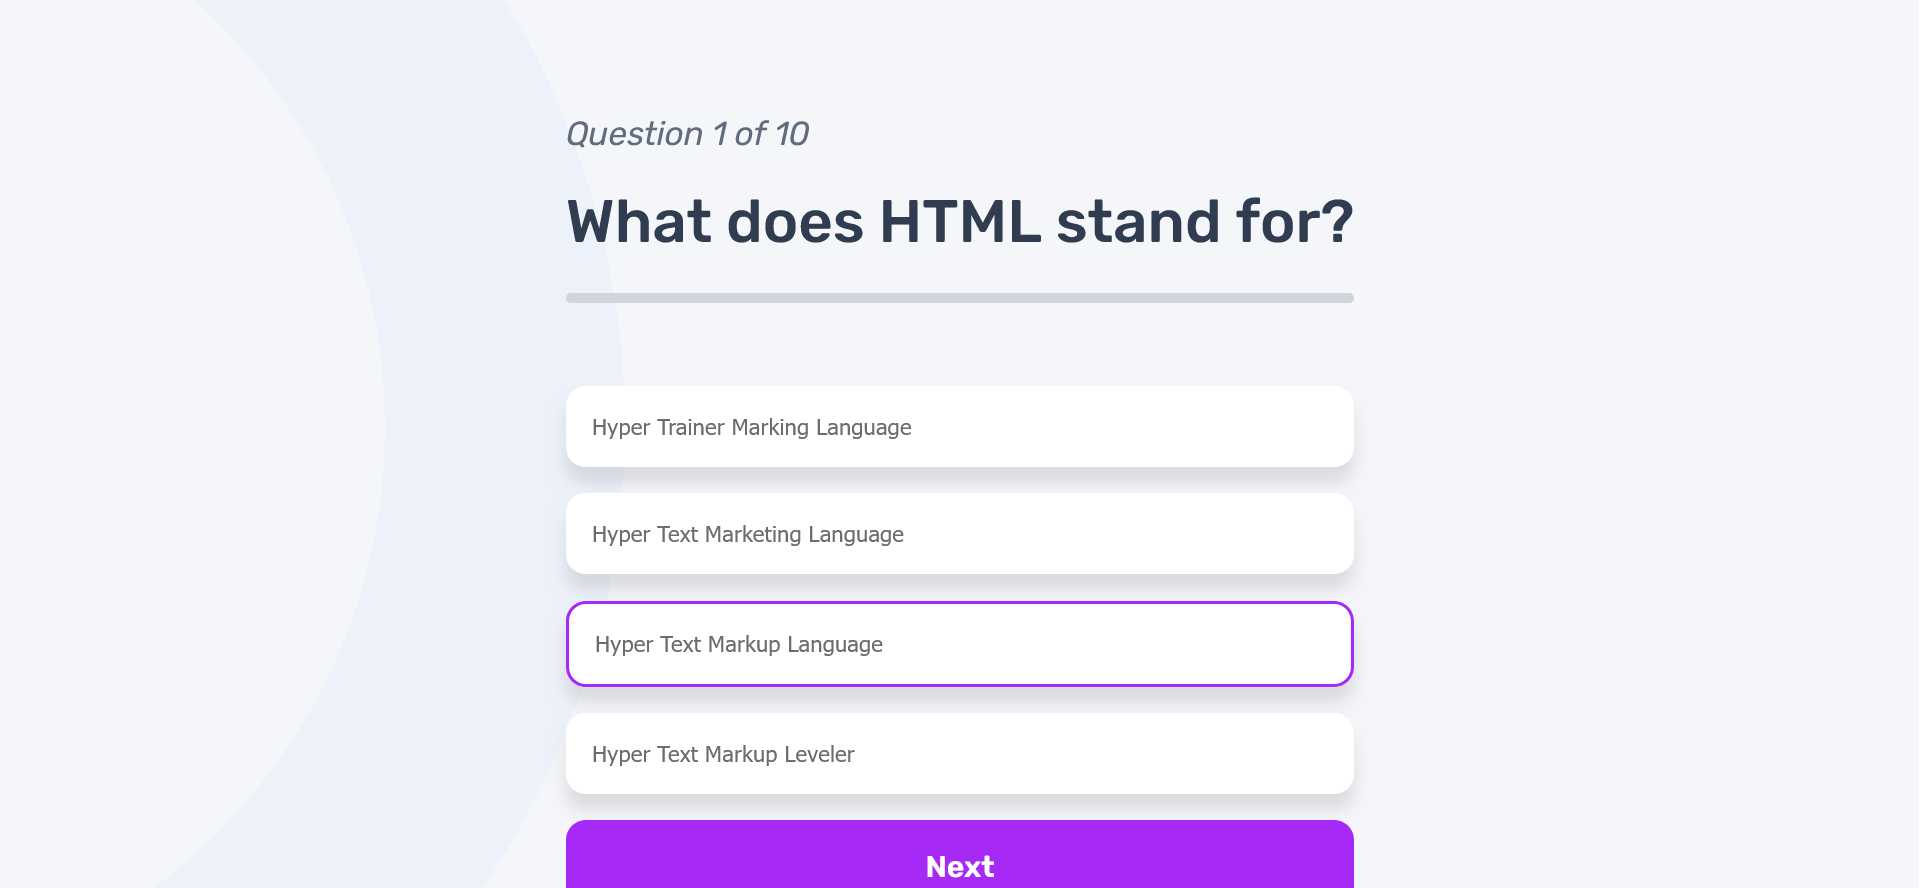 Question 1 of 10
What does HTML stand for?
Hyper Trainer Marking Language
Hyper Text Marketing Language
Hyper Text Markup Language
Hyper Text Markup Leveler
Next